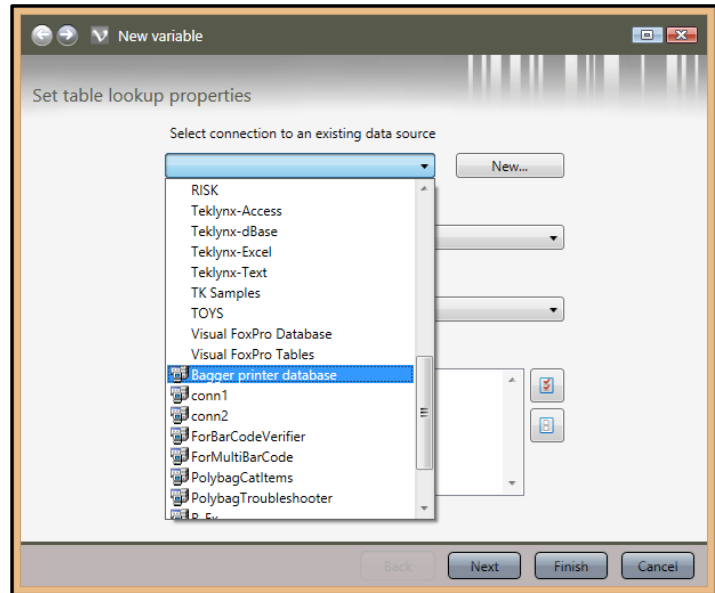 New variable
Set table lookup properties
Select connection to an existing data source
New...
RISK
Teklynx-Access
Teklynx-dBase
Teklynx-Excel
Teklynx-Text
TK Samples
TOYS
Visual FoxPro Database
Visual FoxPro Tables
Bagger printer database
conn1
conn2
ForBarCodeVerifier
ForMultiBarCode
PolybagCatItems
PolybagTroubleshooter
Back Next Finish Cancel